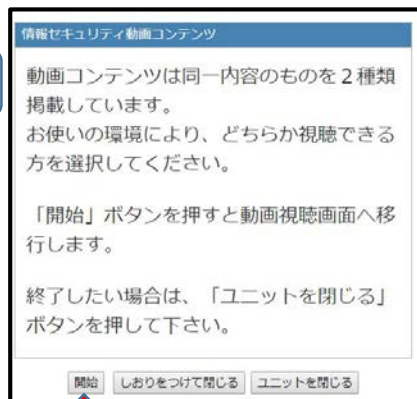 情報セキュリティ動画コンテンツ
動画コンテンツは同一内容のものを2種類
掲載しています。
お使いの環境により、どちらか視聴できる
方を選択してください。
「開始」ボタンを押すと動画視聴画面へ移
行します。
終了したい場合は、「ユニットを閉じる」
ボタンを押して下さい。
開始 しおりをつけて閉じる ユニットを閉じる